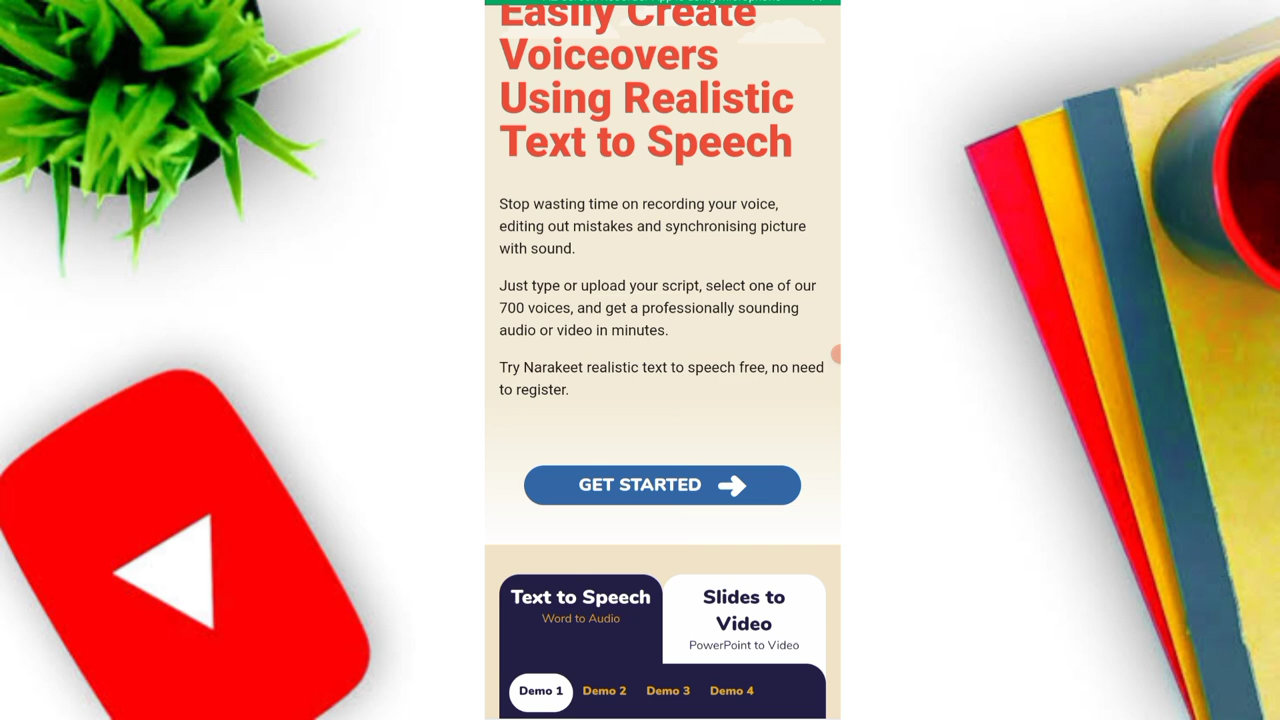 Easily Create
Voiceovers
Using Realistic
Text to Speech
Stop wasting time on recording your voice,
editing out mistakes and synchronising picture
with sound.
Just type or upload your script, select one of our
700 voices, and get a professionally sounding
audio or video in minutes.
Try Narakeet realistic text to speech free, no need
to register.
GET STARTED
Text to Speech
Word to Audio
Slides to
Video
PowerPoint to Video
Demo 1 Demo 2 Demo 3 Demo 4